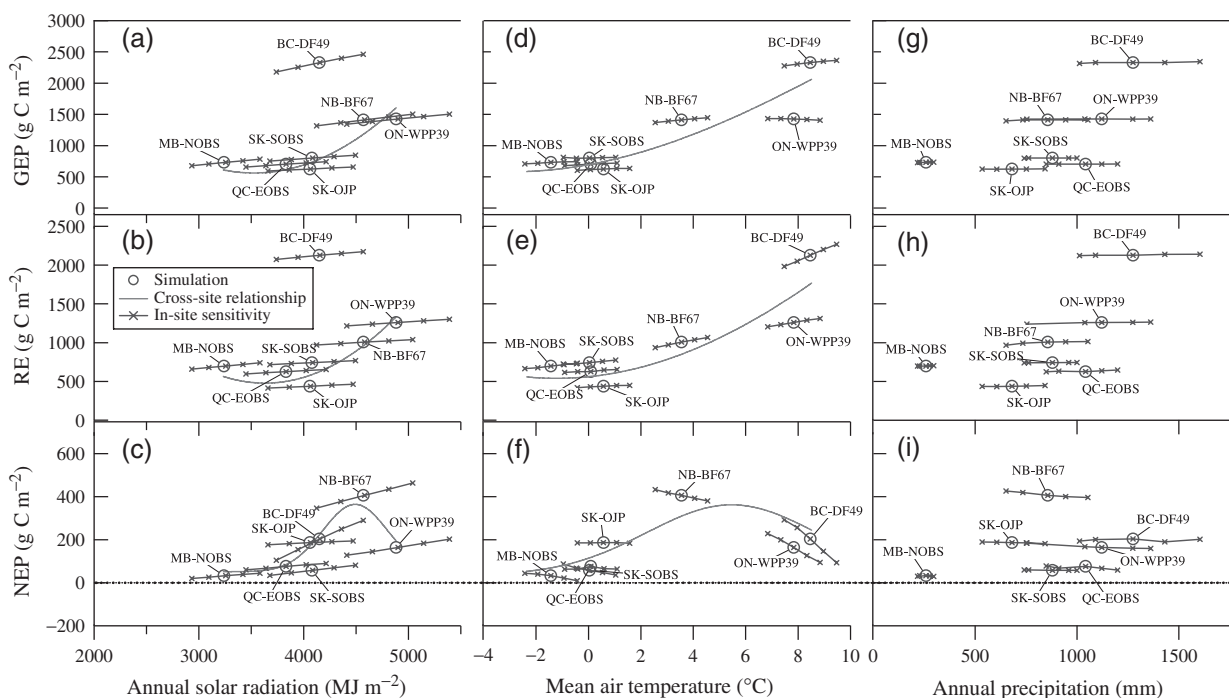 (a)
(d)
(g)
GEP (g C m−2)
3000
2500
2000
1500
1000
500
0
BC-DF49
NB-BF67
SK-SOBS
MB-NOBS
ON-WPP39
QC-EOBS
SK-OJP
BC-DF49
NB-BF67
MB-NOBS
SK-SOBS
ON-WPP39
QC-EOBS
SK-OJP
BC-DF49
NB-BF67
ON-WPP39
MB-NOBS
SK-OJP
QC-EOBS
(b)
(e)
(h)
RE (g C m−2)
2500
2000
1500
1000
500
0
BC-DF49
Simulation
Cross-site relationship
In-site sensitivity
ON-WPP39
MB-NOBS
SK-SOBS
NB-BF67
QC-EOBS
SK-OJP
BC-DF49
NB-BF67
ON-WPP39
MB-NOBS
SK-SOBS
QC-EOBS
SK-OJP
BC-DF49
ON-WPP39
NB-BF67
MB-NOBS
SK-SOBS
QC-EOBS
SK-OJP
(c)
(f)
(i)
NEP (g C m−2)
600
400
200
0
−200
NB-BF67
BC-DF49
SK-OJP
ON-WPP39
MB-NOBS
QC-EOBS
SK-SOBS
NB-BF67
SK-OJP
BC-DF49
ON-WPP39
MB-NOBS
SK-SOBS
QC-EOBS
NB-BF67
SK-OJP
BC-DF49
MB-NOBS
ON-WPP39
SK-SOBS
QC-EOBS
2000 3000 4000 5000
−4 −2 0 2 4 6 8 10
0 500 1000 1500
Annual solar radiation (MJ m−2)
Mean air temperature (°C)
Annual precipitation (mm)